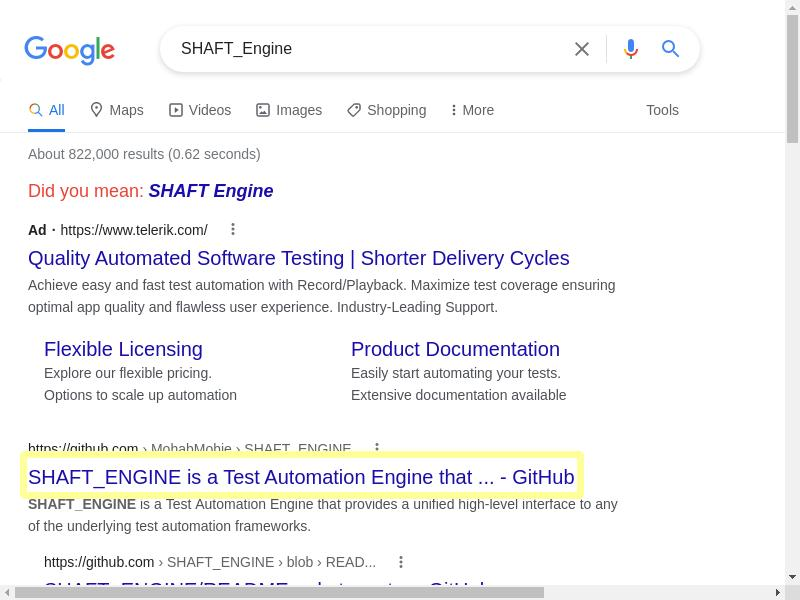 Google
SHAFT_Engine
All Maps Videos Images Shopping More Tools
About 822,000 results (0.62 seconds)
Did you mean: SHAFT Engine
Ad · https://www.telerik.com/
Quality Automated Software Testing | Shorter Delivery Cycles
Achieve easy and fast test automation with Record/Playback. Maximize test coverage ensuring
optimal app quality and flawless user experience. Industry-Leading Support.
Flexible Licensing
Explore our flexible pricing.
Options to scale up automation
Product Documentation
Easily start automating your tests.
Extensive documentation available
https://github.com › MohabMohie › SHAFT_ENGINE
SHAFT_ENGINE is a Test Automation Engine that ... - GitHub
SHAFT_ENGINE is a Test Automation Engine that provides a unified high-level interface to any
of the underlying test automation frameworks.
https://github.com › SHAFT_ENGINE › blob › READ...
SHAFT_ENGINE/README